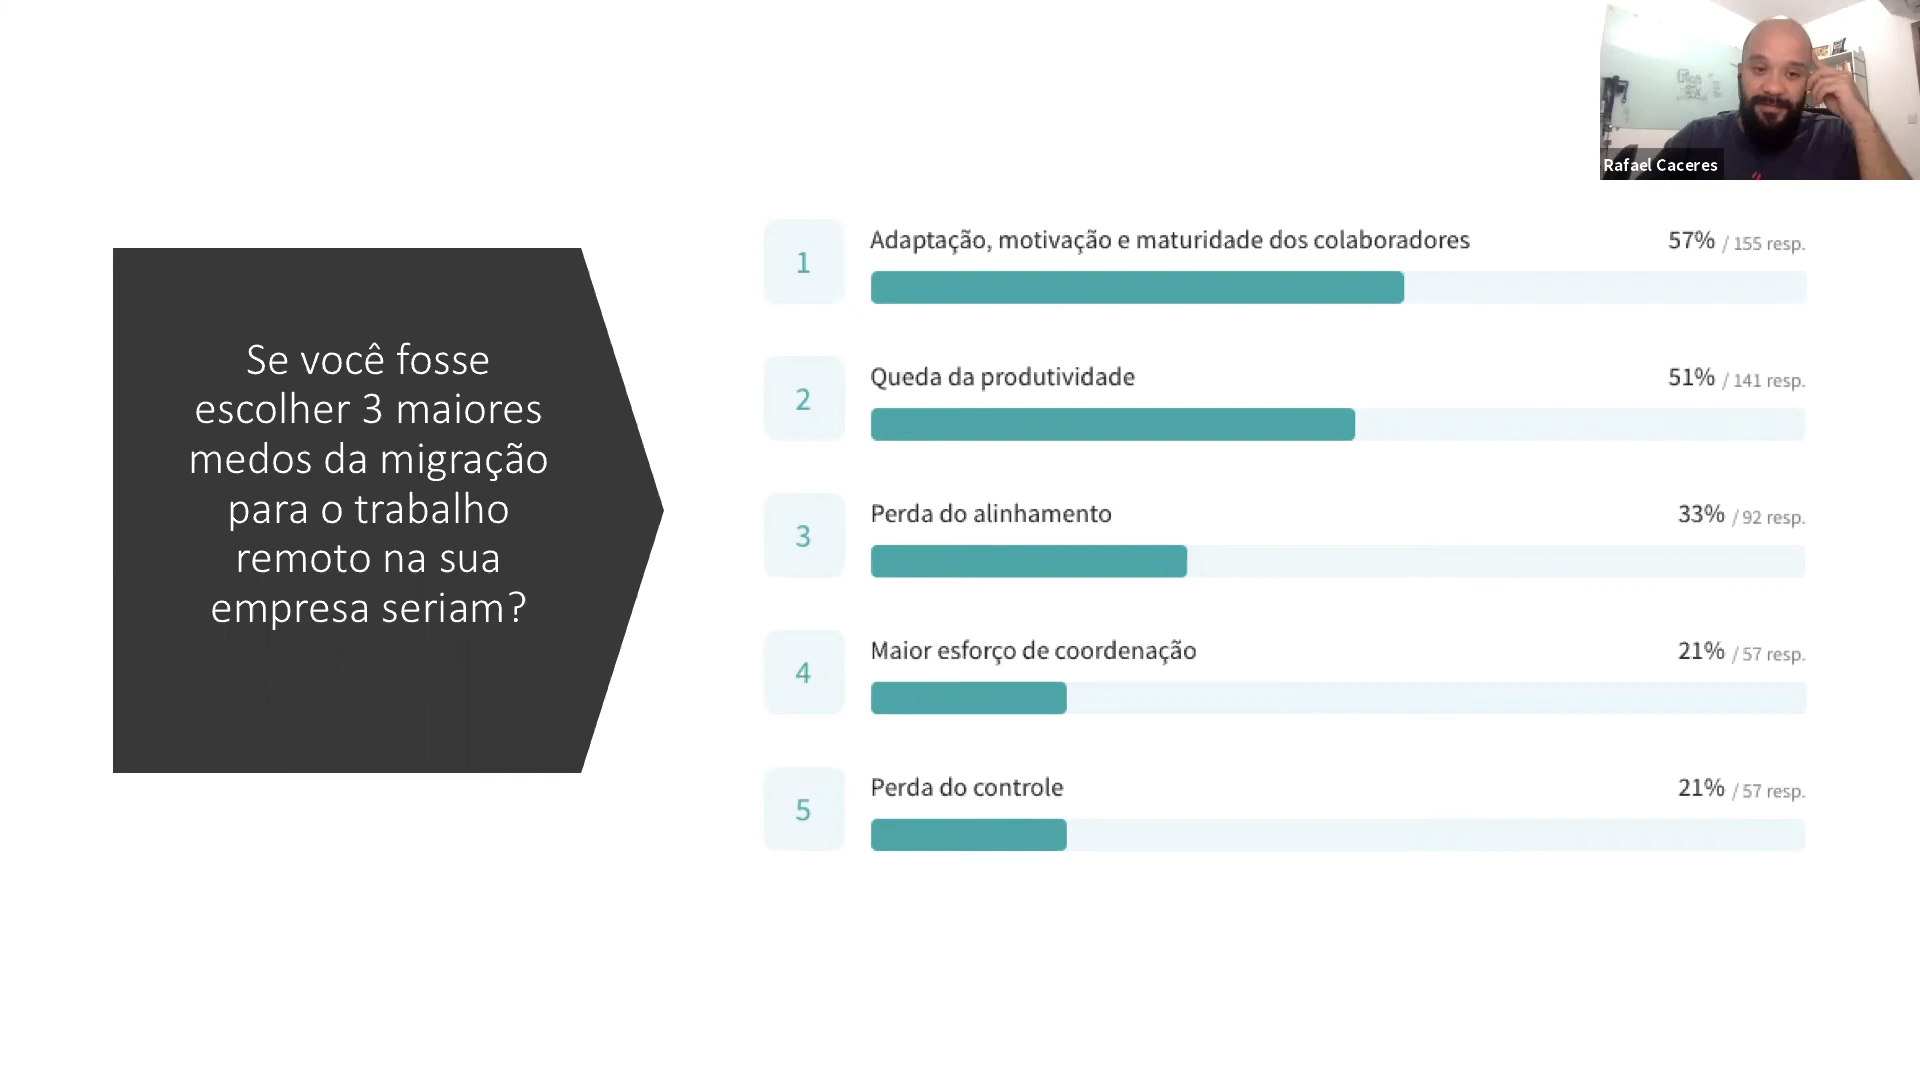 Rafael Caceres
Se você fosse
escolher 3 maiores
medos da migração
para o trabalho
remoto na sua
empresa seriam?
1
Adaptação, motivação e maturidade dos colaboradores 57% / 155 resp.
2
Queda da produtividade 51% / 141 resp.
3
Perda do alinhamento 33% / 92 resp.
4
Maior esforço de coordenação 21% / 57 resp.
5
Perda do controle 21% / 57 resp.